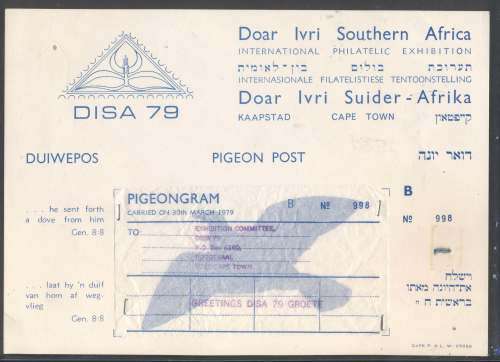 Doar Ivri Southern Africa
INTERNATIONAL PHILATELIC EXHIBITION
תערוכת בולים בין-לאומית
INTERNASIONALE FILATELISTIESE TENTOONSTELLING
Doar Ivri Suider-Afrika
KAAPSTAD CAPE TOWN קייפטאון
DISA 79
DUIWEPOS PIGEON POST דואר יונה
. . . he sent forth
a dove from him
Gen. 8:8
. . . laat hy 'n duif
van hom af weg-
vlieg
Gen. 8:8
PIGEONGRAM
CARRIED ON 30th MARCH 1979
B No 998
TO
EXHIBITION COMMITTEE,
DISA 79
P.O. Box
CAPE TOWN.
GREETINGS DISA 79 GROETE
B
No 998
וישלח
את-היונה מאתו
בראשית ח ח